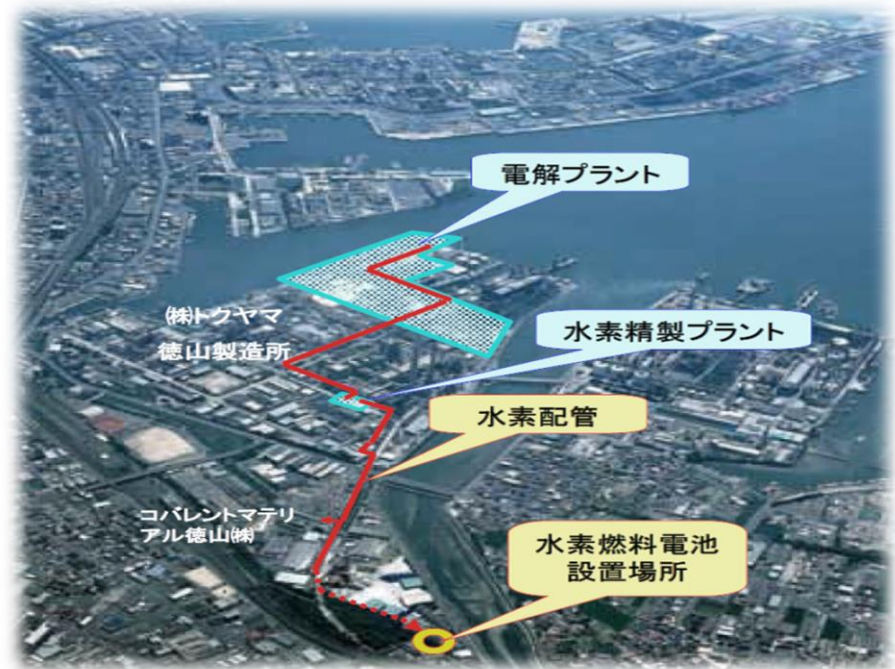 電解プラント
㈱トクヤマ
徳山製造所
水素精製プラント
水素配管
コバレントマテリ
アル徳山㈱
水素燃料電池
設置場所